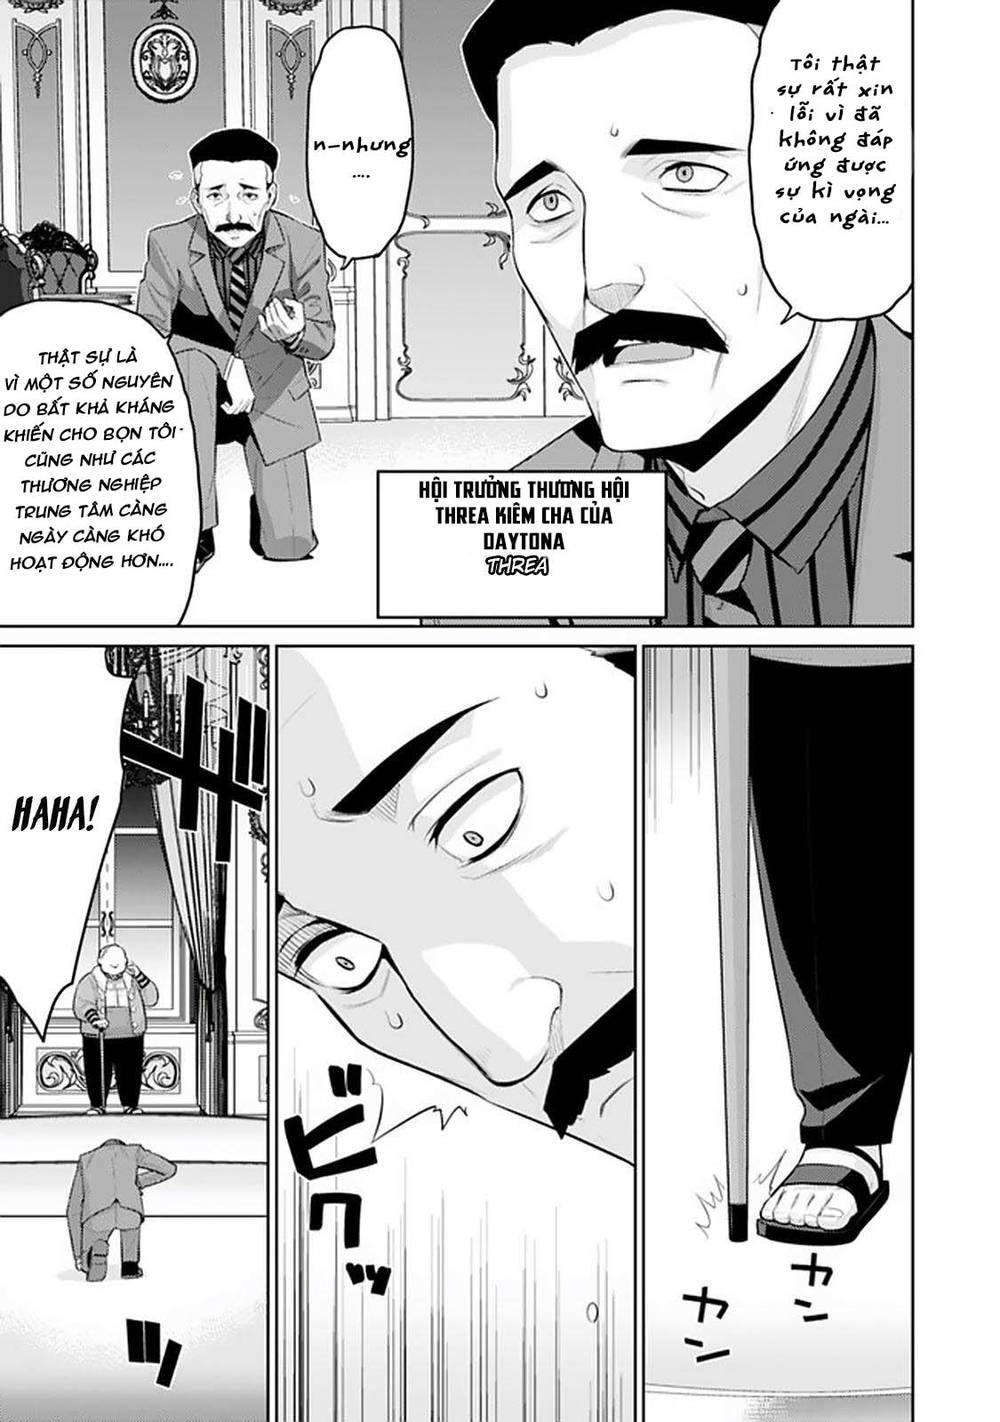 Tôi thật
sự rất xin
lỗi vì đã
không đáp
ứng được
sự kì vọng
của ngài...
n-nhưng
....
THẬT SỰ LÀ
VÌ MỘT SỐ NGUYÊN
DO BẤT KHẢ KHÁNG
KHIẾN CHO BỌN TÔI
CŨNG NHƯ CÁC
THƯƠNG NGHIỆP
TRUNG TÂM CÀNG
NGÀY CÀNG KHÓ
HOẠT ĐỘNG HƠN....
HỘI TRƯỞNG THƯƠNG HỘI
THREA KIÊM CHA CỦA
DAYTONA
THREA
カン
カン
ビクッ
HAHA!